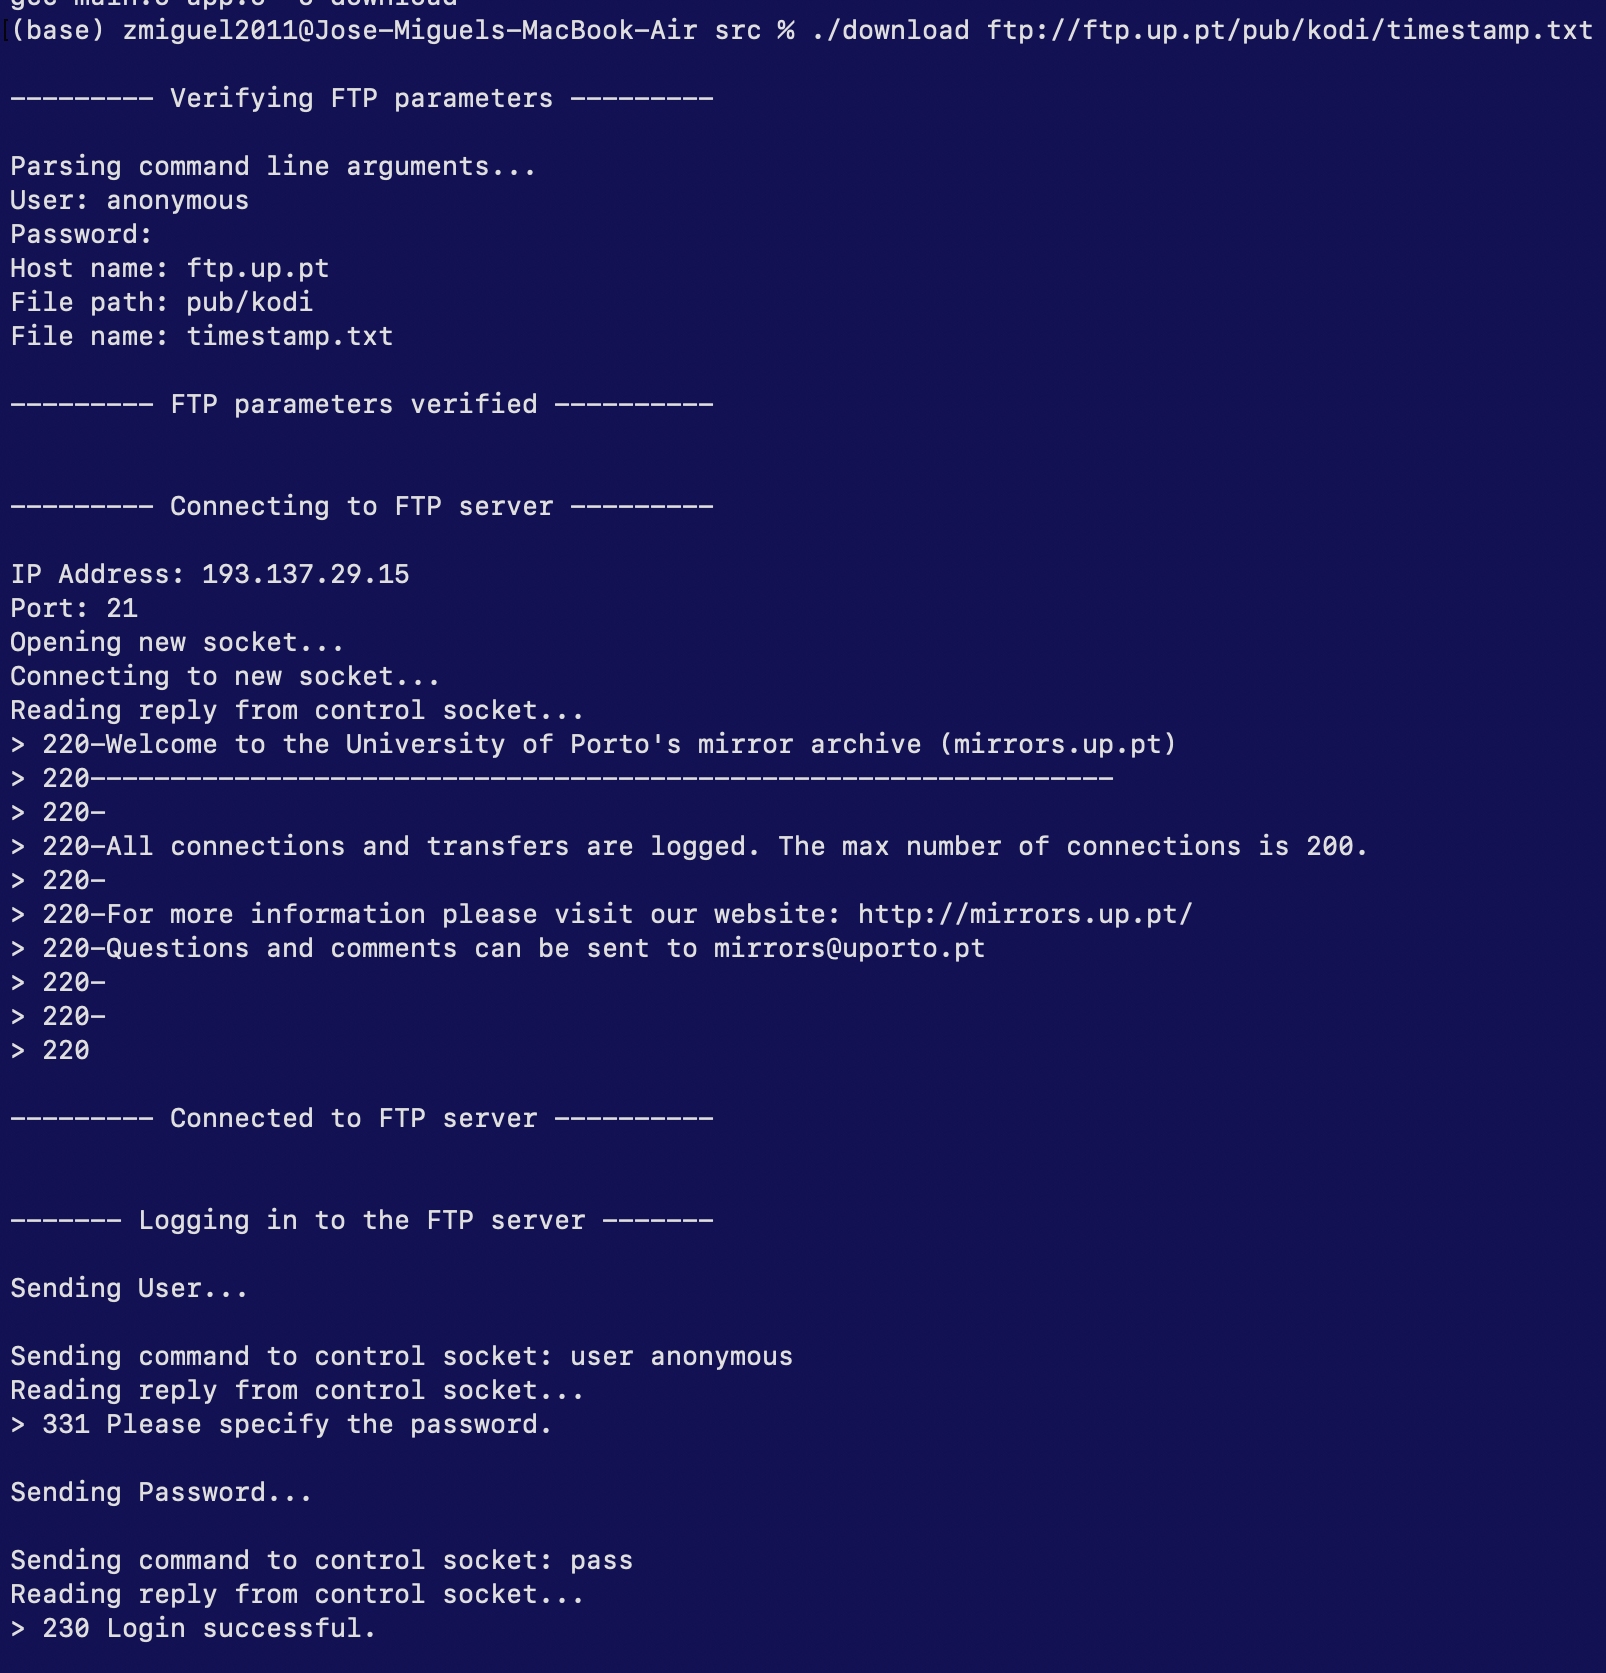 (base) zmiguel2011@Jose-Miguels-MacBook-Air src % ./download ftp://ftp.up.pt/pub/kodi/timestamp.txt
--------- Verifying FTP parameters ---------
Parsing command line arguments...
User: anonymous
Password:
Host name: ftp.up.pt
File path: pub/kodi
File name: timestamp.txt
--------- FTP parameters verified ----------
--------- Connecting to FTP server ---------
IP Address: 193.137.29.15
Port: 21
Opening new socket...
Connecting to new socket...
Reading reply from control socket...
> 220-Welcome to the University of Porto's mirror archive (mirrors.up.pt)
> 220----------------------------------------------------------------
> 220-
> 220-All connections and transfers are logged. The max number of connections is 200.
> 220-
> 220-For more information please visit our website: http://mirrors.up.pt/
> 220-Questions and comments can be sent to mirrors@uporto.pt
> 220-
> 220-
> 220
--------- Connected to FTP server ----------
------- Logging in to the FTP server -------
Sending User...
Sending command to control socket: user anonymous
Reading reply from control socket...
> 331 Please specify the password.
Sending Password...
Sending command to control socket: pass
Reading reply from control socket...
> 230 Login successful.